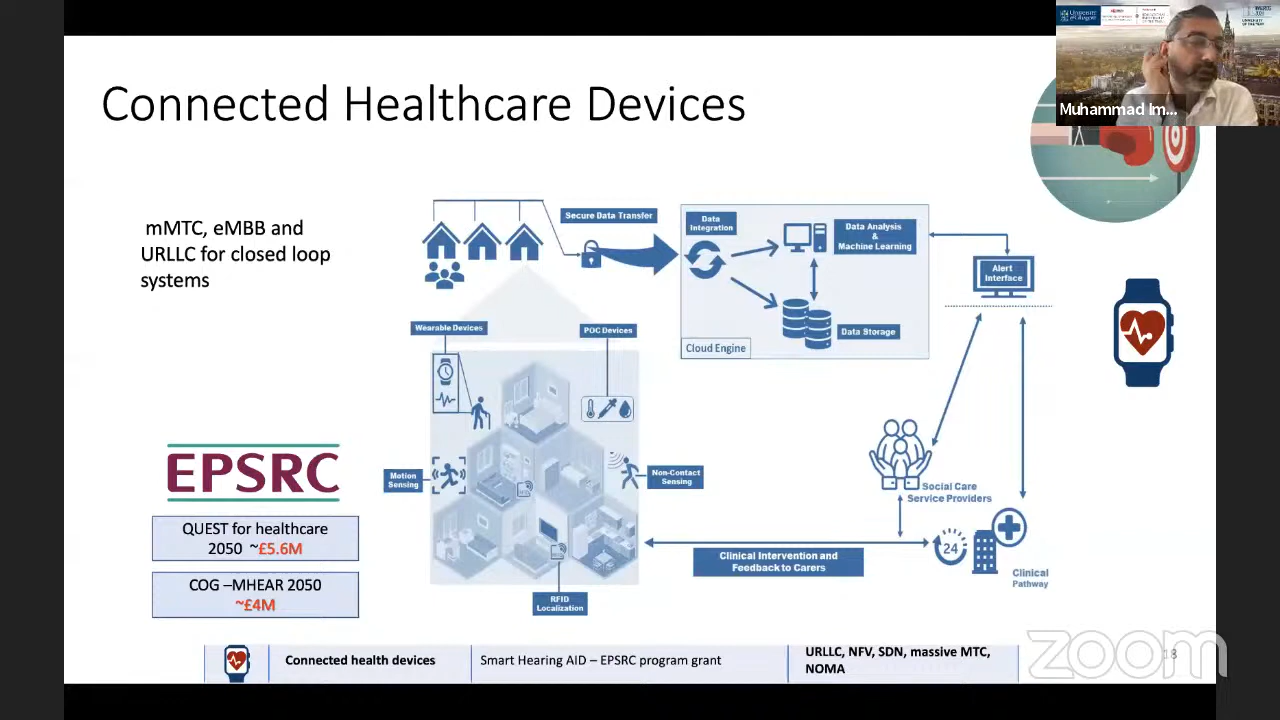 Connected Healthcare Devices
Muhammad Im...
mMTC, eMBB and
URLLC for closed loop
systems
Secure Data Transfer
Data
Integration
Data Analysis
&
Machine Learning
Alert
Interface
Data Storage
Cloud Engine
Wearable Devices
POC Devices
Motion
Sensing
Non-Contact
Sensing
RFID
Localization
Social Care
Service Providers
24
Clinical Intervention and
Feedback to Carers
Clinical
Pathway
EPSRC
QUEST for healthcare
2050 ~£5.6M
COG –MHEAR 2050
~£4M
Connected health devices
Smart Hearing AID – EPSRC program grant
URLLC, NFV, SDN, massive MTC,
NOMA
zoom
18